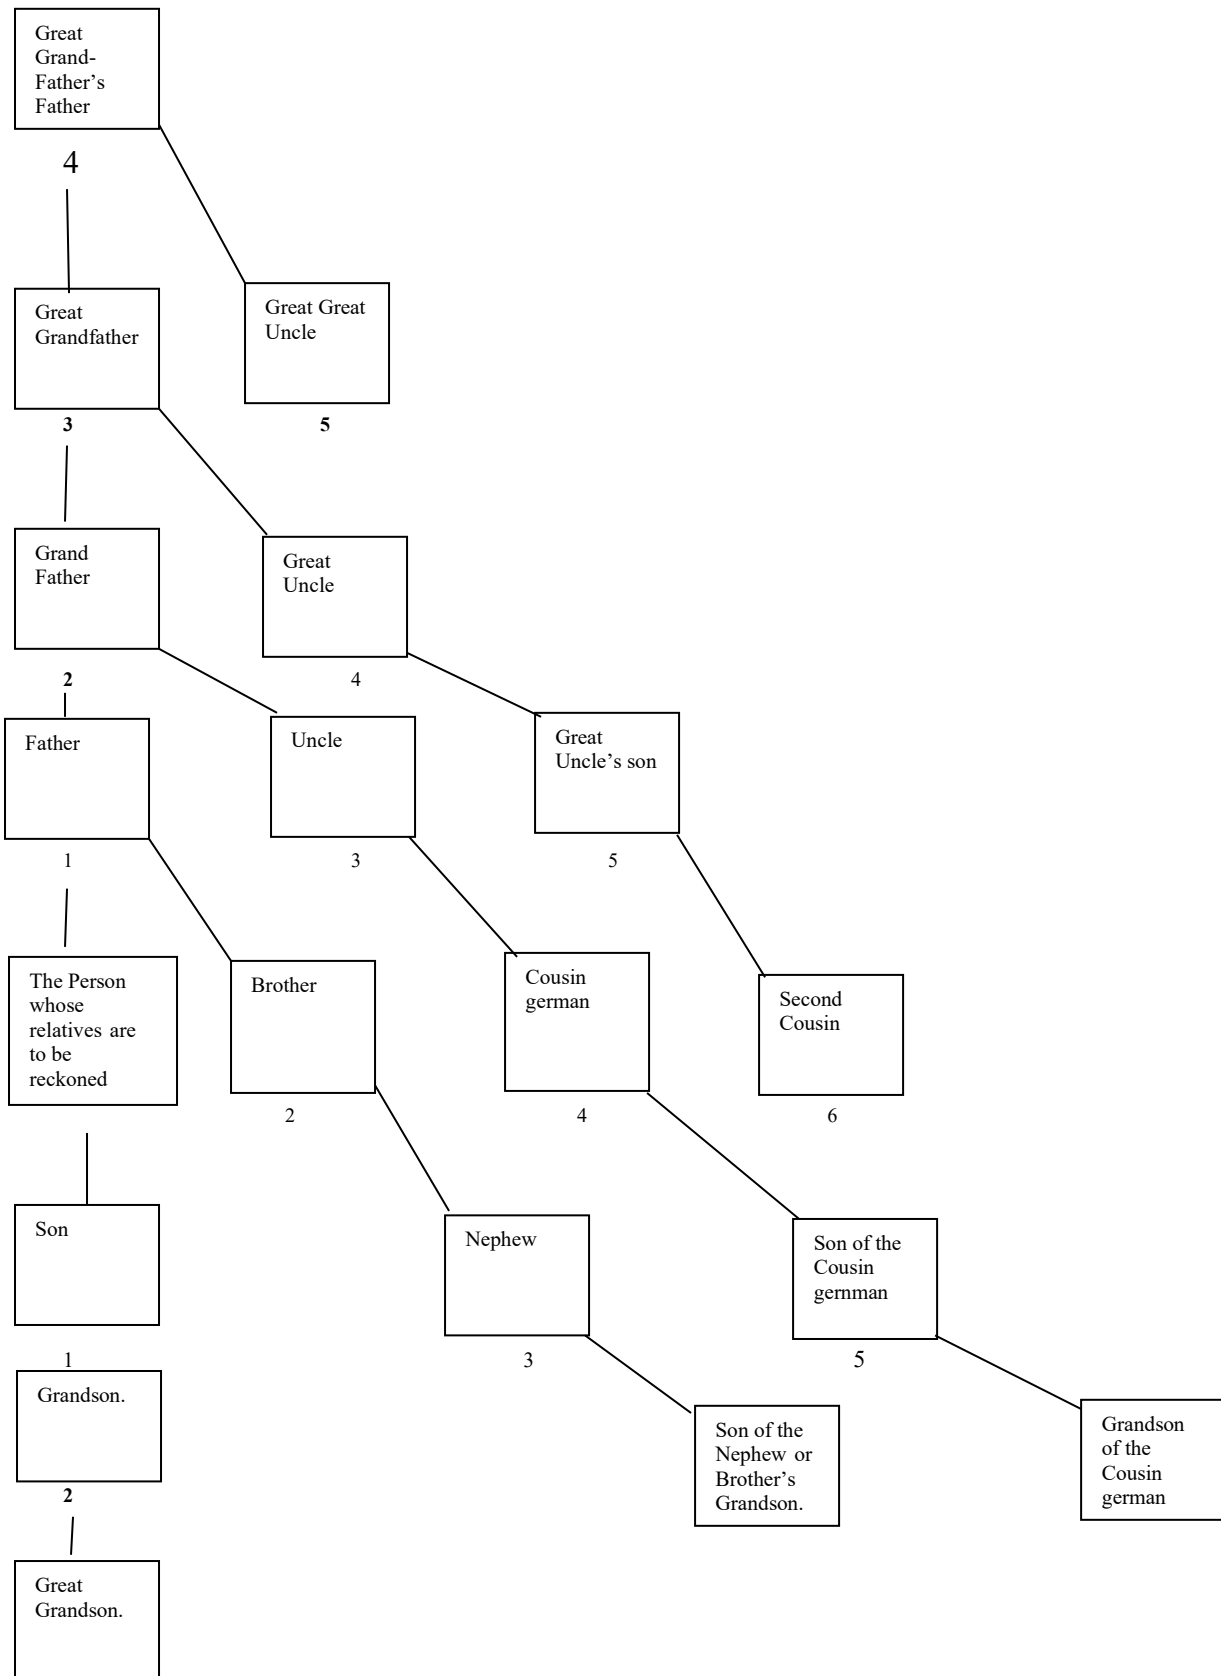 Great
Grand-
Father’s
Father
4
Great
Grandfather
3
Great Great
Uncle
5
Grand
Father
2
Great
Uncle
4
Father
1
Uncle
3
Great
Uncle’s son
5
The Person
whose
relatives are
to be
reckoned
Brother
2
Cousin
german
4
Second
Cousin
6
Son
1
Nephew
3
Son of the
Cousin
gernman
5
Grandson.
2
Son of the
Nephew or
Brother’s
Grandson.
Grandson
of the
Cousin
german
Great
Grandson.